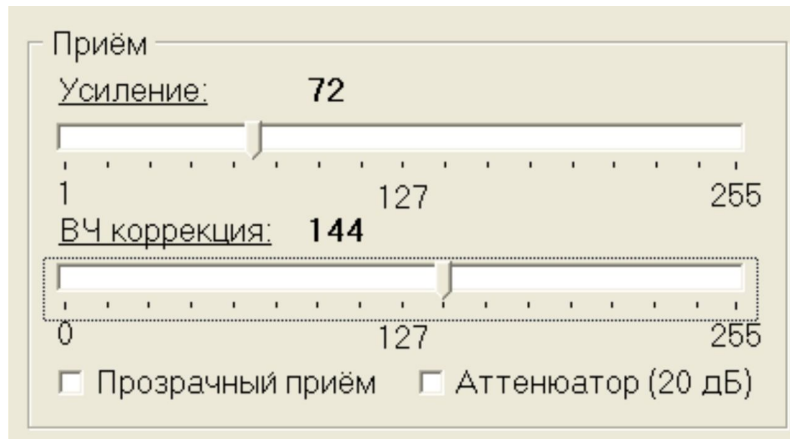 Приём
Усиление: 72
1 127 255
ВЧ коррекция: 144
0 127 255
Прозрачный приём Аттенюатор (20 дБ)